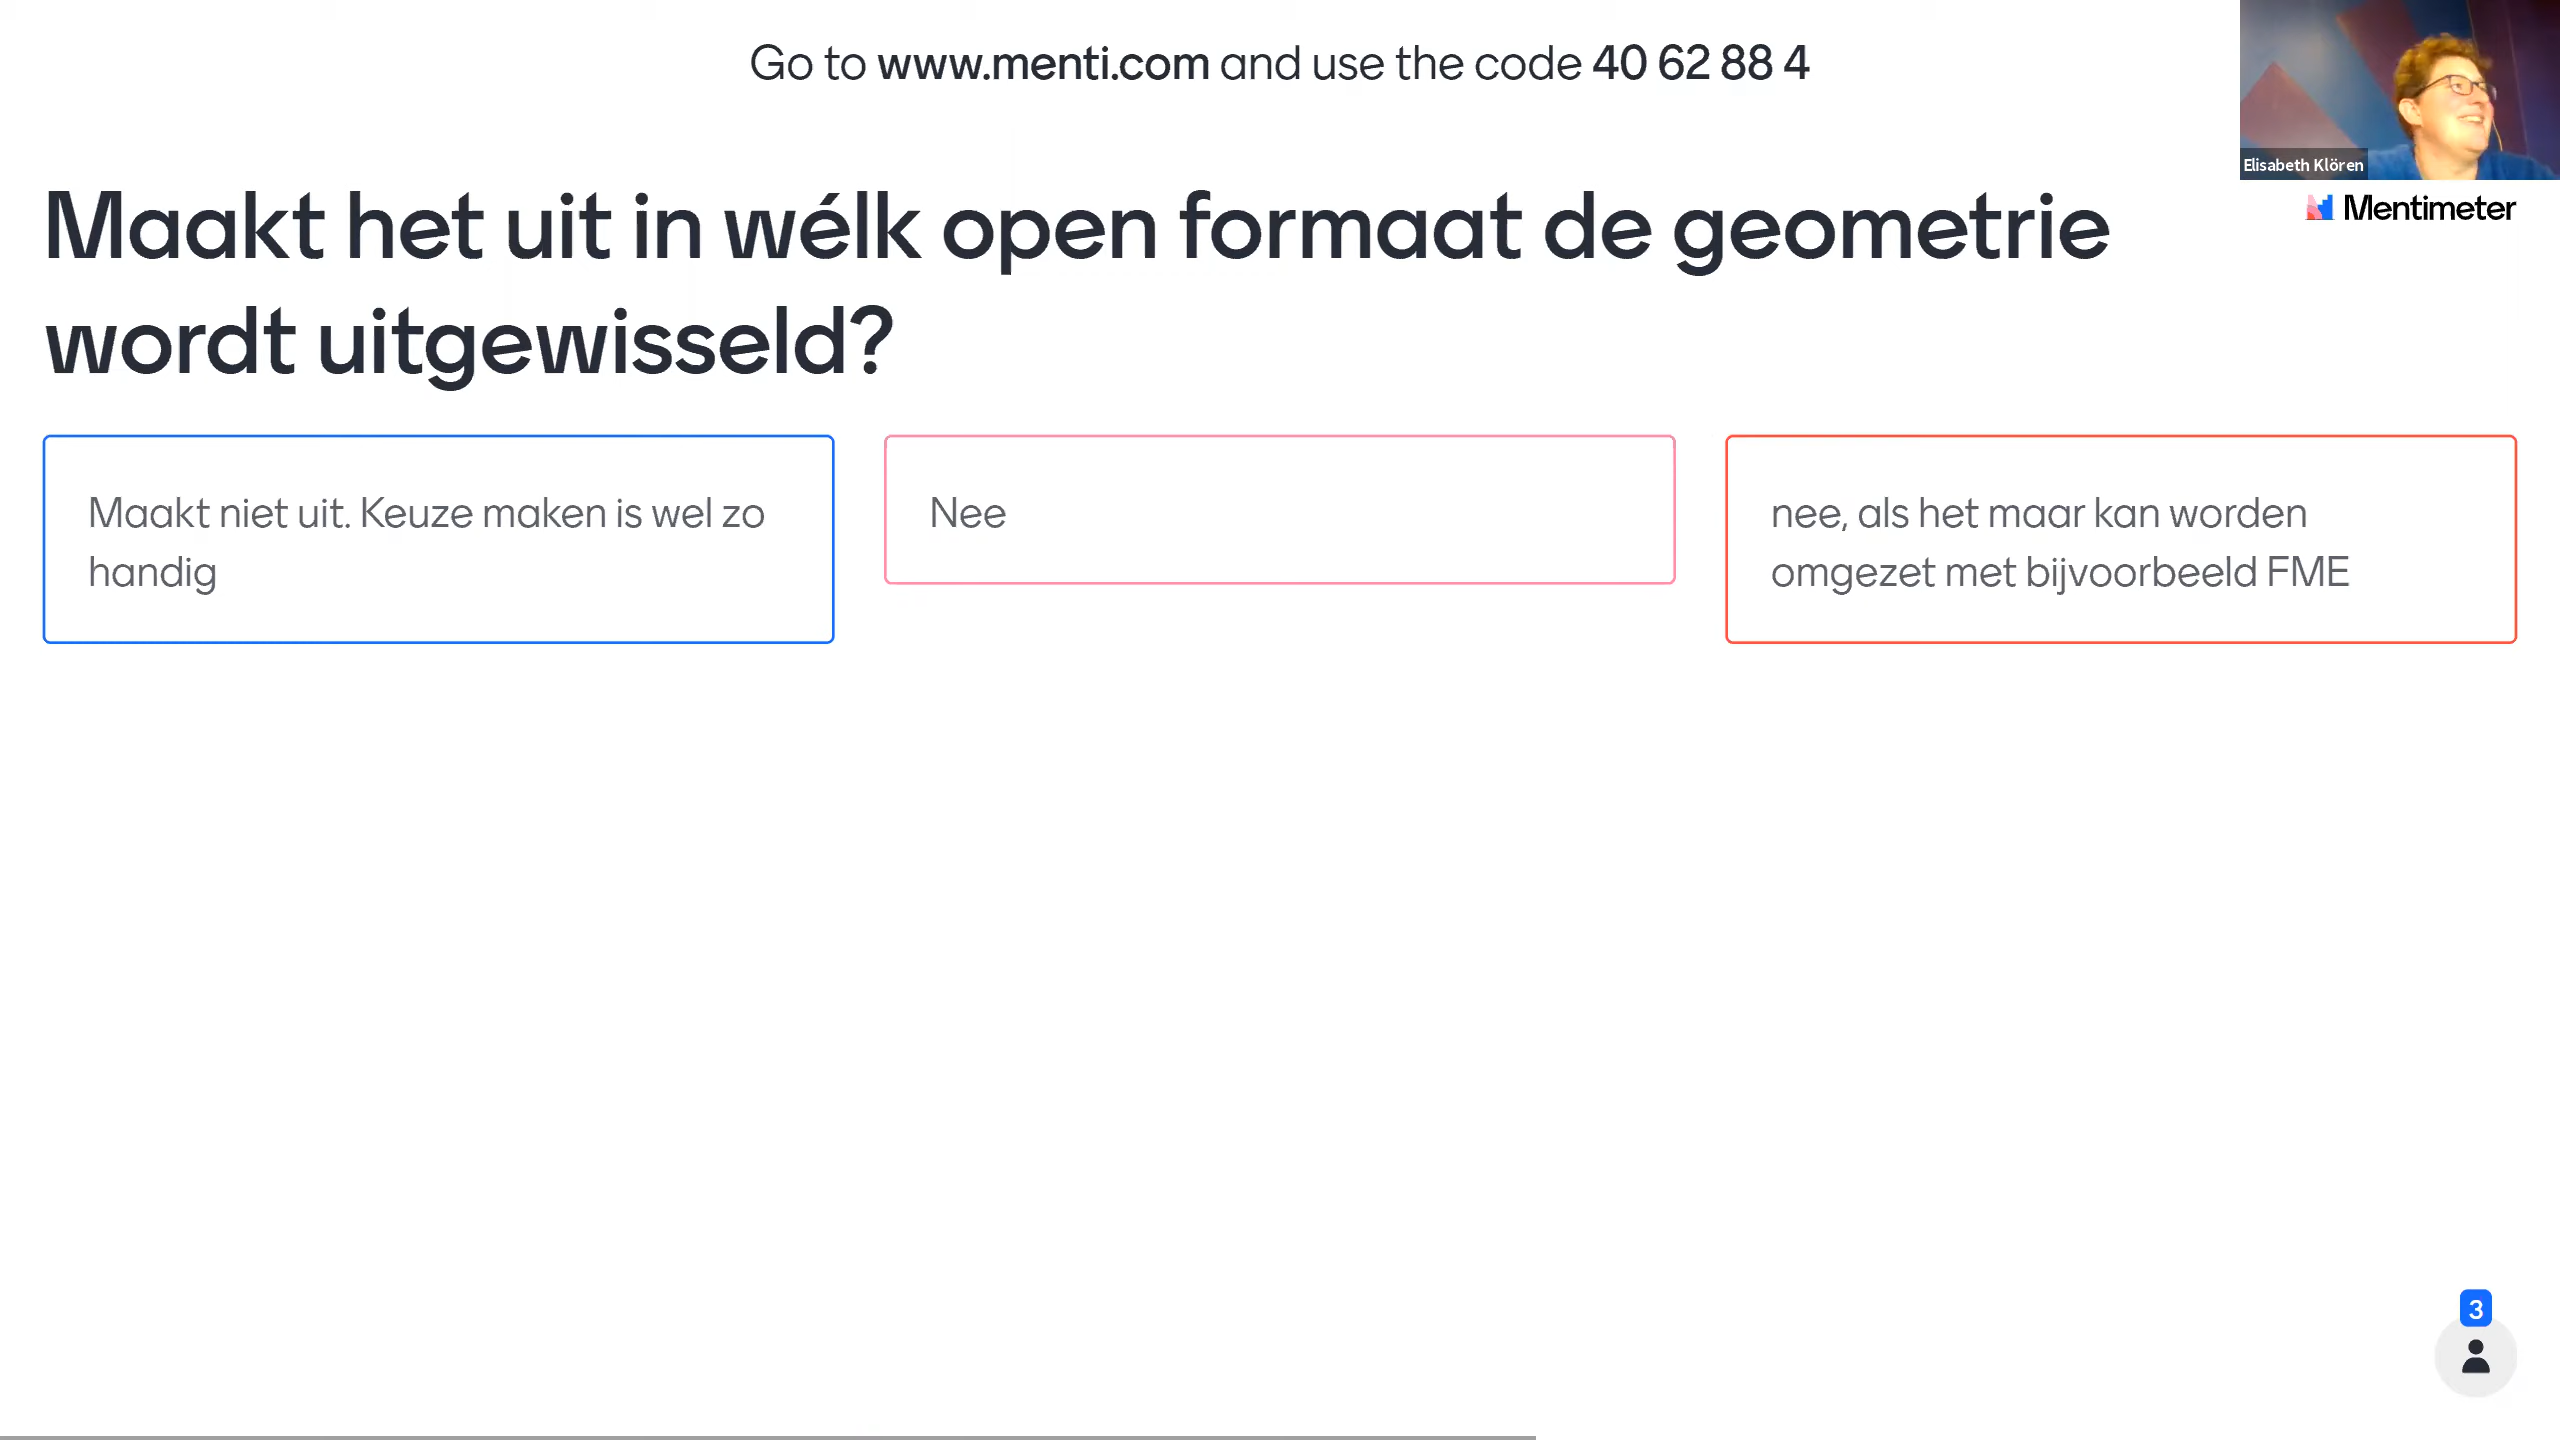 Go to www.menti.com and use the code 40 62 88 4
Elisabeth Klören
Mentimeter
Maakt het uit in wélk open formaat de geometrie
wordt uitgewisseld?
Maakt niet uit. Keuze maken is wel zo
handig
Nee
nee, als het maar kan worden
omgezet met bijvoorbeeld FME
3